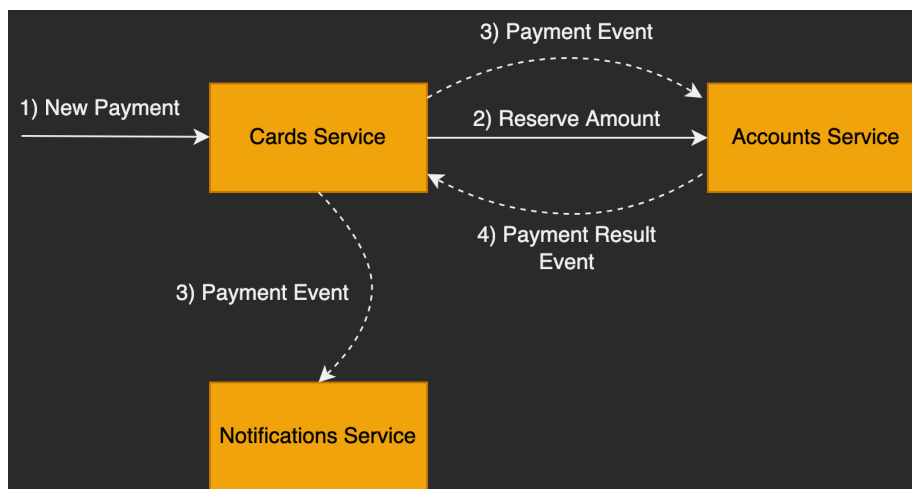 3) Payment Event
1) New Payment
Cards Service
2) Reserve Amount
Accounts Service
4) Payment Result
Event
3) Payment Event
Notifications Service